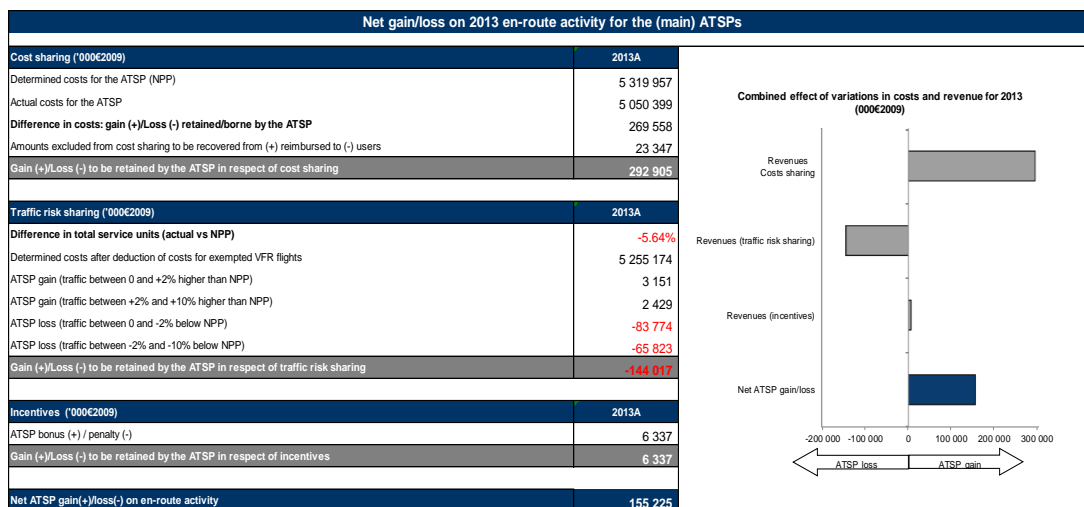 Net gain/loss on 2013 en-route activity for the (main) ATSPs
Cost sharing ('000€2009) 2013A
Determined costs for the ATSP (NPP) 5 319 957
Actual costs for the ATSP 5 050 399
Difference in costs: gain (+)/Loss (-) retained/borne by the ATSP 269 558
Amounts excluded from cost sharing to be recovered from (+) reimbursed to (-) users 23 347
Gain (+)/Loss (-) to be retained by the ATSP in respect of cost sharing 292 905
Traffic risk sharing ('000€2009) 2013A
Difference in total service units (actual vs NPP) -5.64%
Determined costs after deduction of costs for exempted VFR flights 5 255 174
ATSP gain (traffic between 0 and +2% higher than NPP) 3 151
ATSP gain (traffic between +2% and +10% higher than NPP) 2 429
ATSP loss (traffic between 0 and -2% below NPP) -83 774
ATSP loss (traffic between -2% and -10% below NPP) -65 823
Gain (+)/Loss (-) to be retained by the ATSP in respect of traffic risk sharing -144 017
Incentives ('000€2009) 2013A
ATSP bonus (+) / penalty (-) 6 337
Gain (+)/Loss (-) to be retained by the ATSP in respect of incentives 6 337
Net ATSP gain(+)/loss(-) on en-route activity 155 225
Combined effect of variations in costs and revenue for 2013
(000€2009)
Revenues
Costs sharing
Revenues (traffic risk sharing)
Revenues (incentives)
Net ATSP gain/loss
-200 000 -100 000 0 100 000 200 000 300 000
ATSP loss ATSP gain